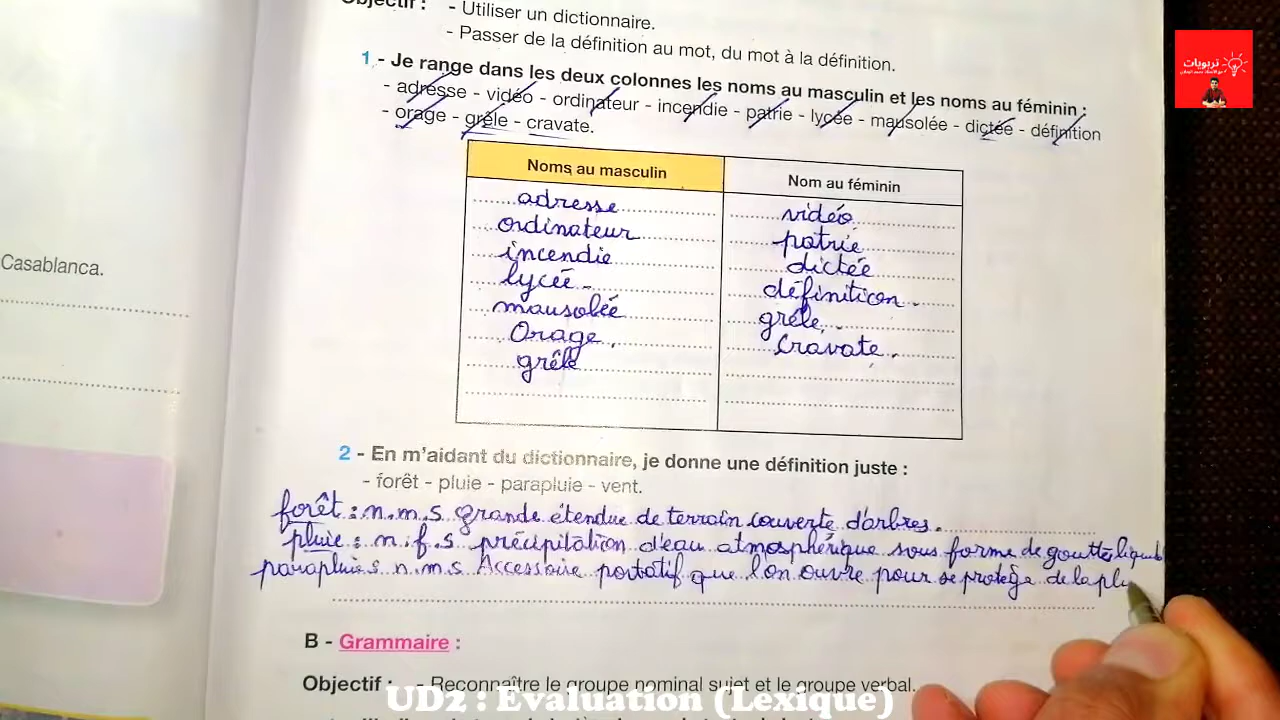 Objectif : - Utiliser un dictionnaire.
- Passer de la définition au mot, du mot à la définition.
1 - Je range dans les deux colonnes les noms au masculin et les noms au féminin :
- adresse - vidéo - ordinateur - incendie - patrie - lycée - mausolée - dictée - définition
- orage - grêle - cravate.
Noms au masculin
Nom au féminin
adresse
vidéo
ordinateur
patrie
incendie
dictée
lycée
définition
mausolée
grêle
Orage
Cravate
grêle
Casablanca.
2 - En m'aidant du dictionnaire, je donne une définition juste :
- forêt - pluie - parapluie - vent.
forêt : n.m.s grande étendue de terrain couverte d'arbres.
pluie : n.f.s précipitation d'eau atmosphérique sous forme de goutte
parapluie n.m.s Accessoire portatif que l'on ouvre pour se protége de la
B - Grammaire :
Objectif : - Reconnaître le groupe nominal sujet et le groupe verbal.
UD2 : Evaluation (Lexique)
تربويات